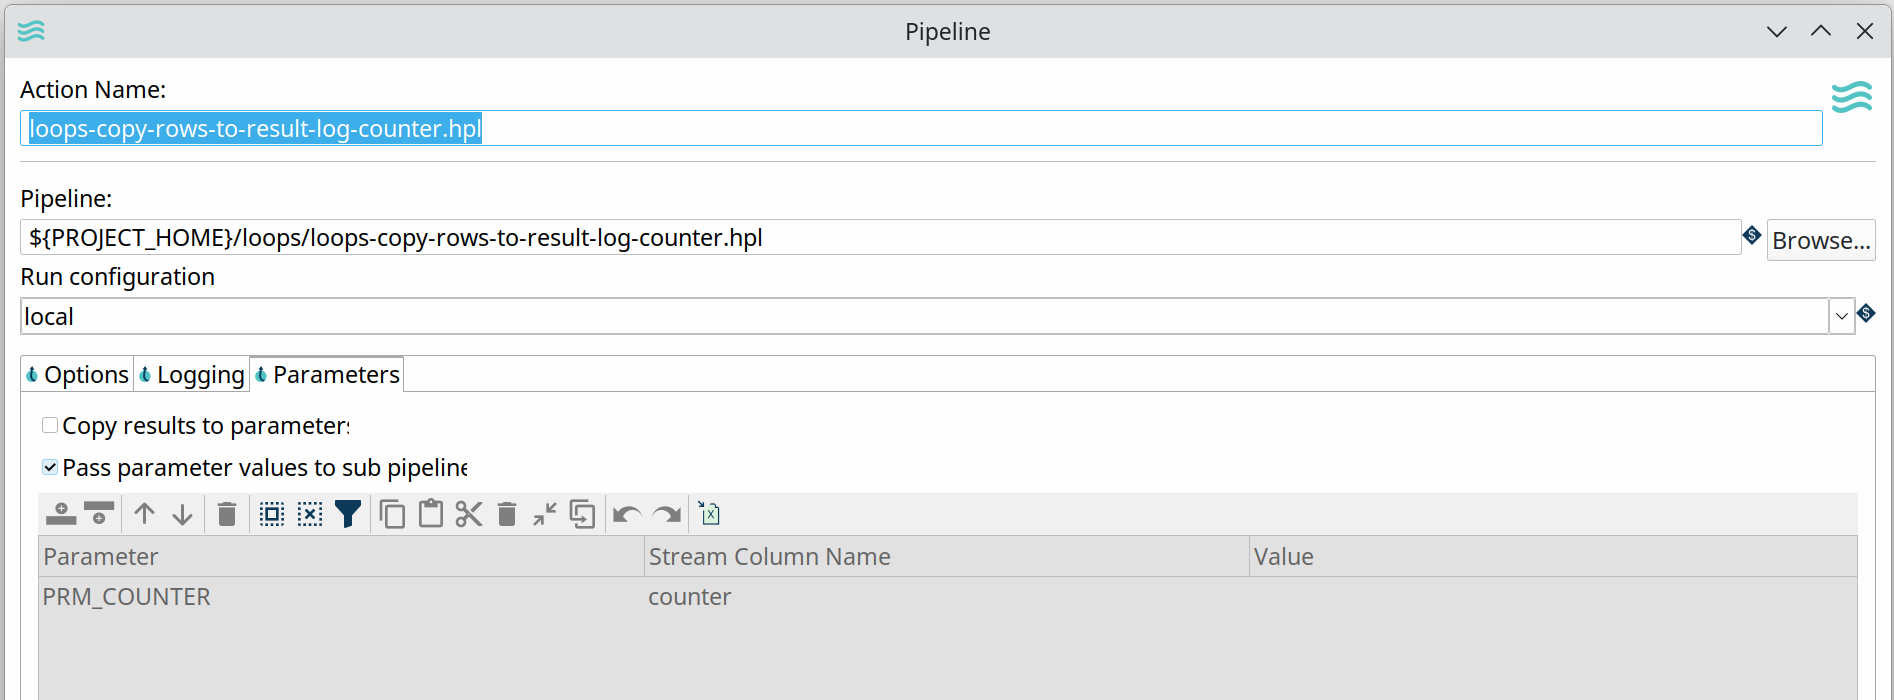 Pipeline
Action Name:
loops-copy-rows-to-result-log-counter.hpl
Pipeline:
${PROJECT_HOME}/loops/loops-copy-rows-to-result-log-counter.hpl
Browse...
Run configuration
local
Options Logging Parameters
Copy results to parameters
Pass parameter values to sub pipeline
Parameter Stream Column Name Value
PRM_COUNTER counter